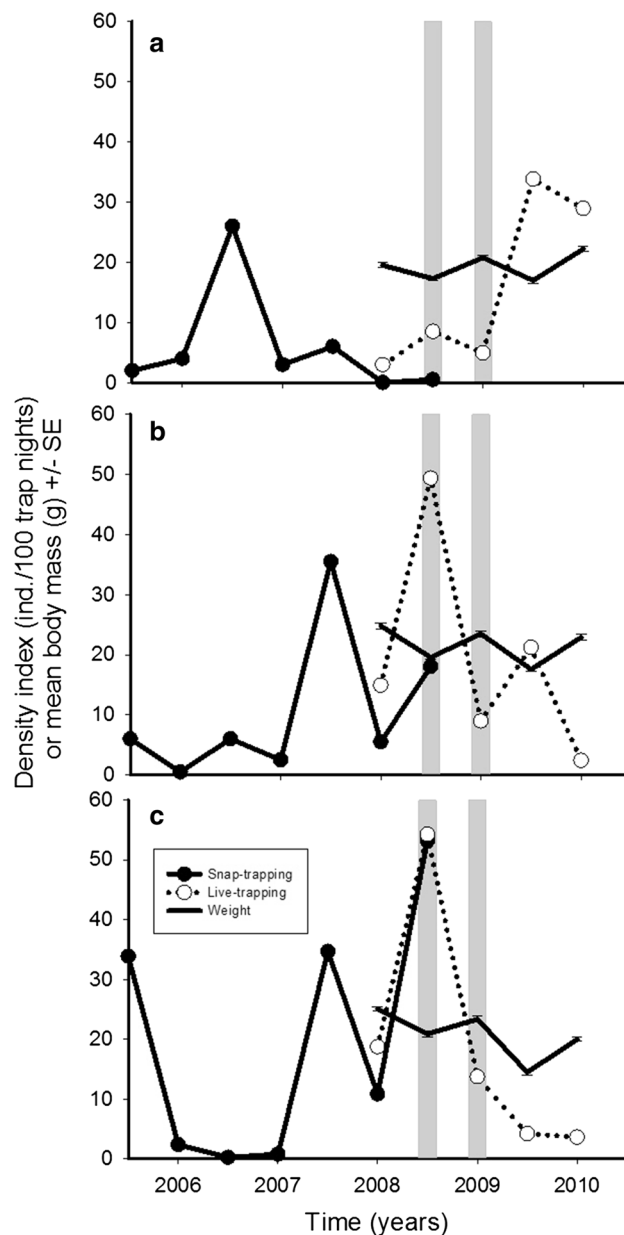 60
a
50
40
30
20
10
0
60
b
50
40
30
20
10
0
60
c
50
40
30
20
10
0
Density index (ind./100 trap nights)
or mean body mass (g) +/- SE
Snap-trapping
Live-trapping
Weight
2006 2007 2008 2009 2010
Time (years)